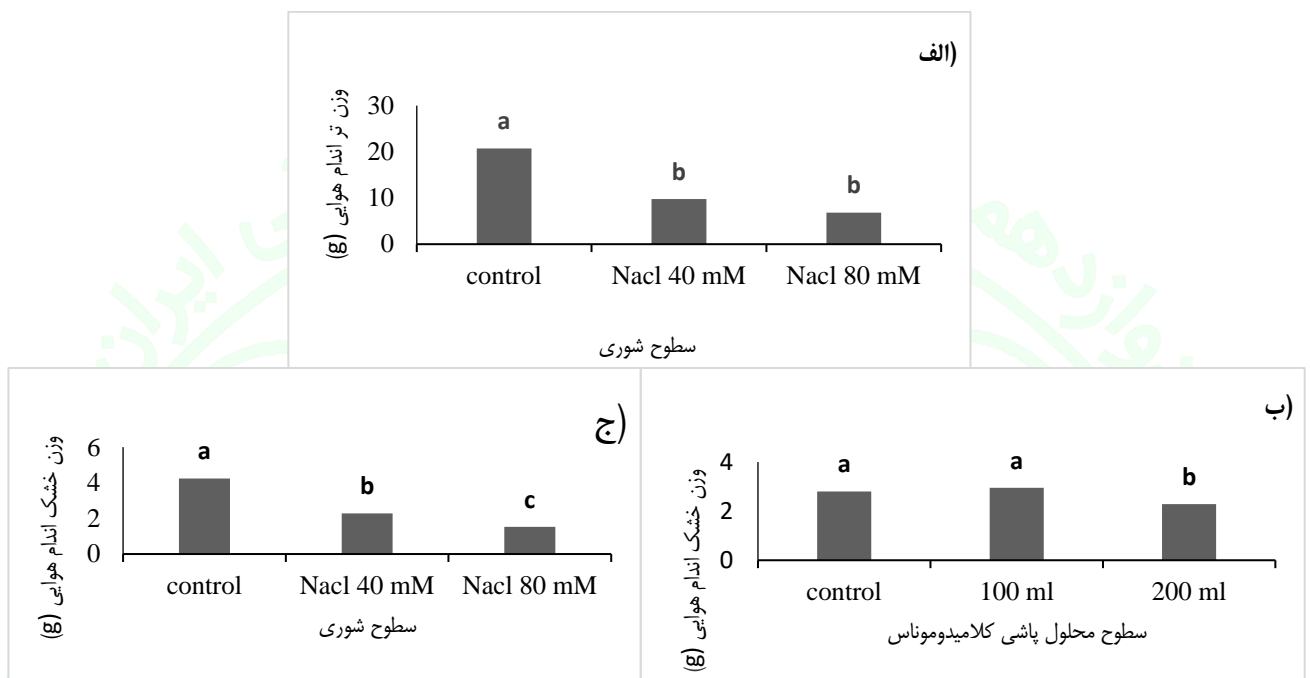 الف)
وزن تر اندام هوایی (g)
30
20
10
0
a
b
b
control Nacl 40 mM Nacl 80 mM
سطوح شوری
ب)
وزن خشک اندام هوایی (g)
4
2
0
a
a
b
control 100 ml 200 ml
سطوح محلول پاشی کلامیدوموناس
ج)
وزن خشک اندام هوایی (g)
6
4
2
0
a
b
c
control Nacl 40 mM Nacl 80 mM
سطوح شوری
ایران